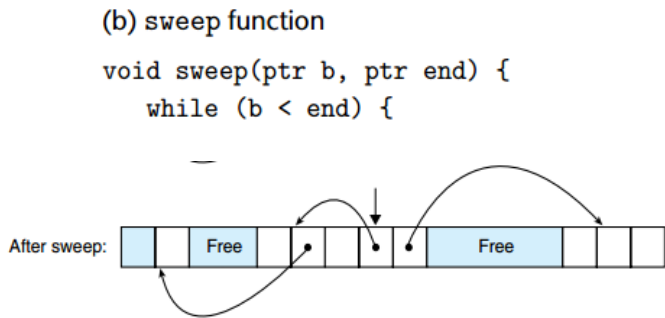 (b) sweep function
void sweep(ptr b, ptr end) {
while (b < end) {
After sweep: Free Free